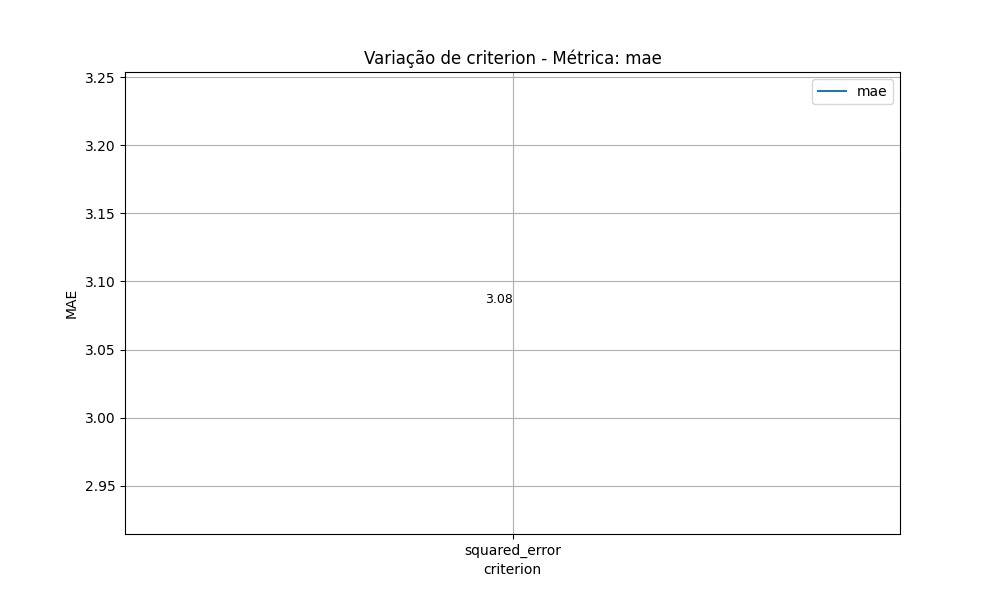 Variação de criterion - Métrica: mae
mae
3.25
3.20
3.15
3.10
3.08
3.05
3.00
2.95
MAE
squared_error
criterion